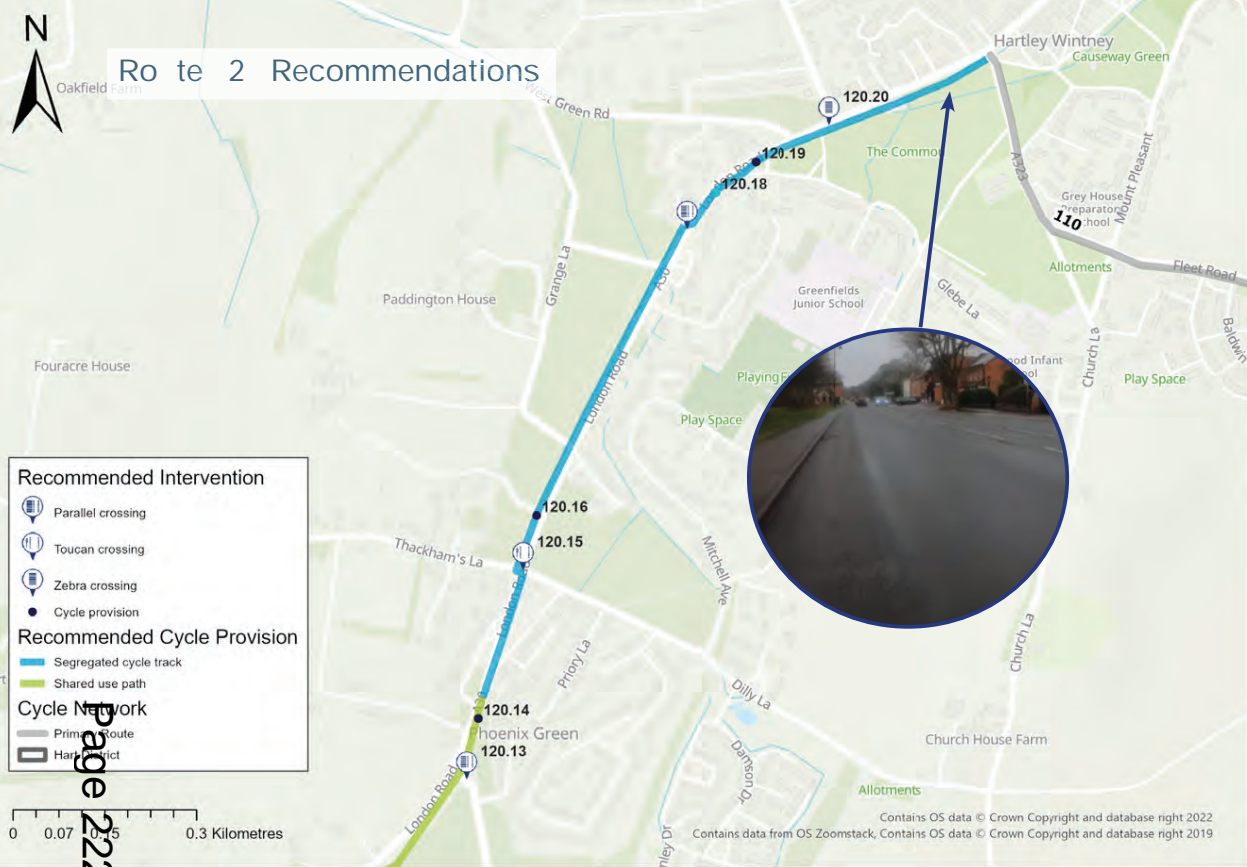 N
Ro te 2 Recommendations
Oakfield Farm
West Green Rd
Hartley Wintney
Causeway Green
120.20
The Common
120.19
120.18
London Road
A323
Mount Pleasant
Grey House
Preparatory
School
110
Allotments
Fleet Road
Grange La
A30
Paddington House
Greenfields
Junior School
Glebe La
Baldwin
Fouracre House
London Road
Church La
Play Space
Play Space
120.16
120.15
Thackham's La
London Road
Mitchell Ave
Priory La
Church La
Dilly La
120.14
Phoenix Green
120.13
London Road
Damson Dr
Church House Farm
Allotments
Recommended Intervention
Parallel crossing
Toucan crossing
Zebra crossing
Cycle provision
Recommended Cycle Provision
Segregated cycle track
Shared use path
Cycle Network
Primary Route
Hart District
Page 222
0 0.07 0.15 0.3 Kilometres
Contains OS data © Crown Copyright and database right 2022
Contains data from OS Zoomstack, Contains OS data © Crown Copyright and database right 2019